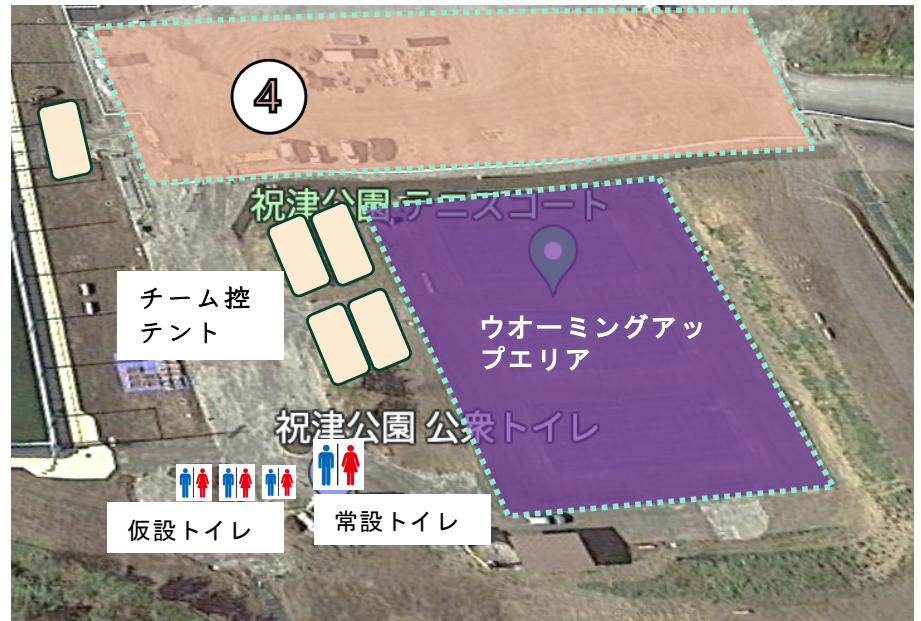 4
祝津公園 テニスコート
チーム控
テント
ウオーミングアッ
プエリア
祝津公園 公衆トイレ
仮設トイレ
常設トイレ